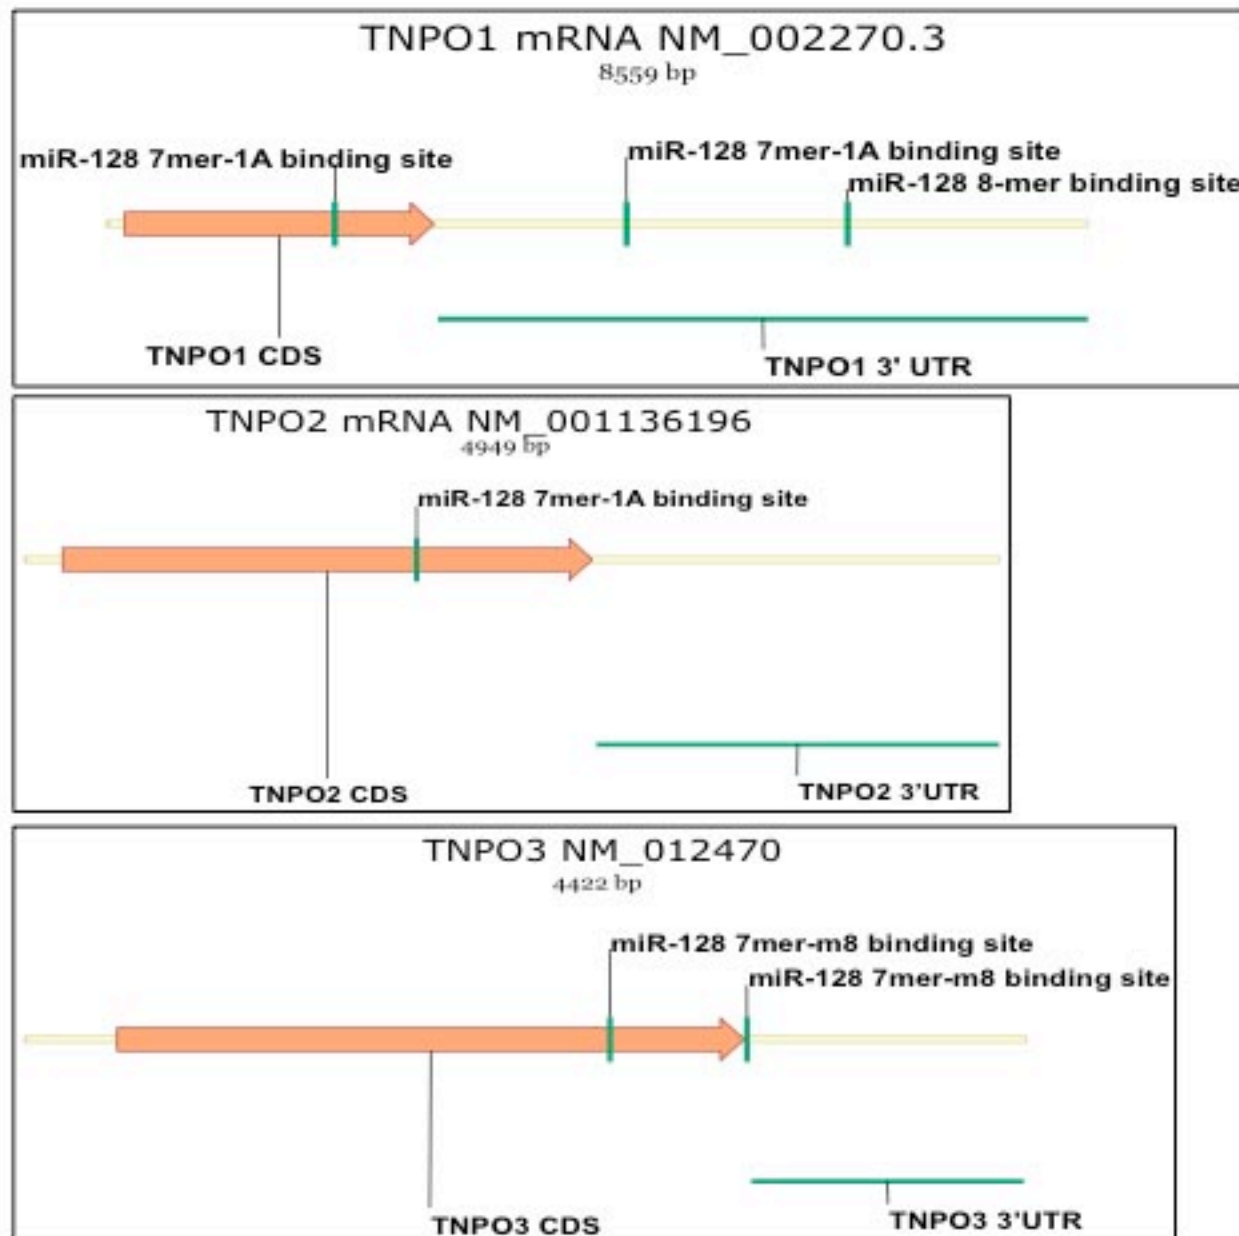 TNPO1 mRNA NM_002270.3
8559 bp
miR-128 7mer-1A binding site
miR-128 7mer-1A binding site
miR-128 8-mer binding site
TNPO1 CDS
TNPO1 3' UTR
TNPO2 mRNA NM_001136196
4949 bp
miR-128 7mer-1A binding site
TNPO2 CDS
TNPO2 3'UTR
TNPO3 NM_012470
4422 bp
miR-128 7mer-m8 binding site
miR-128 7mer-m8 binding site
TNPO3 CDS
TNPO3 3'UTR